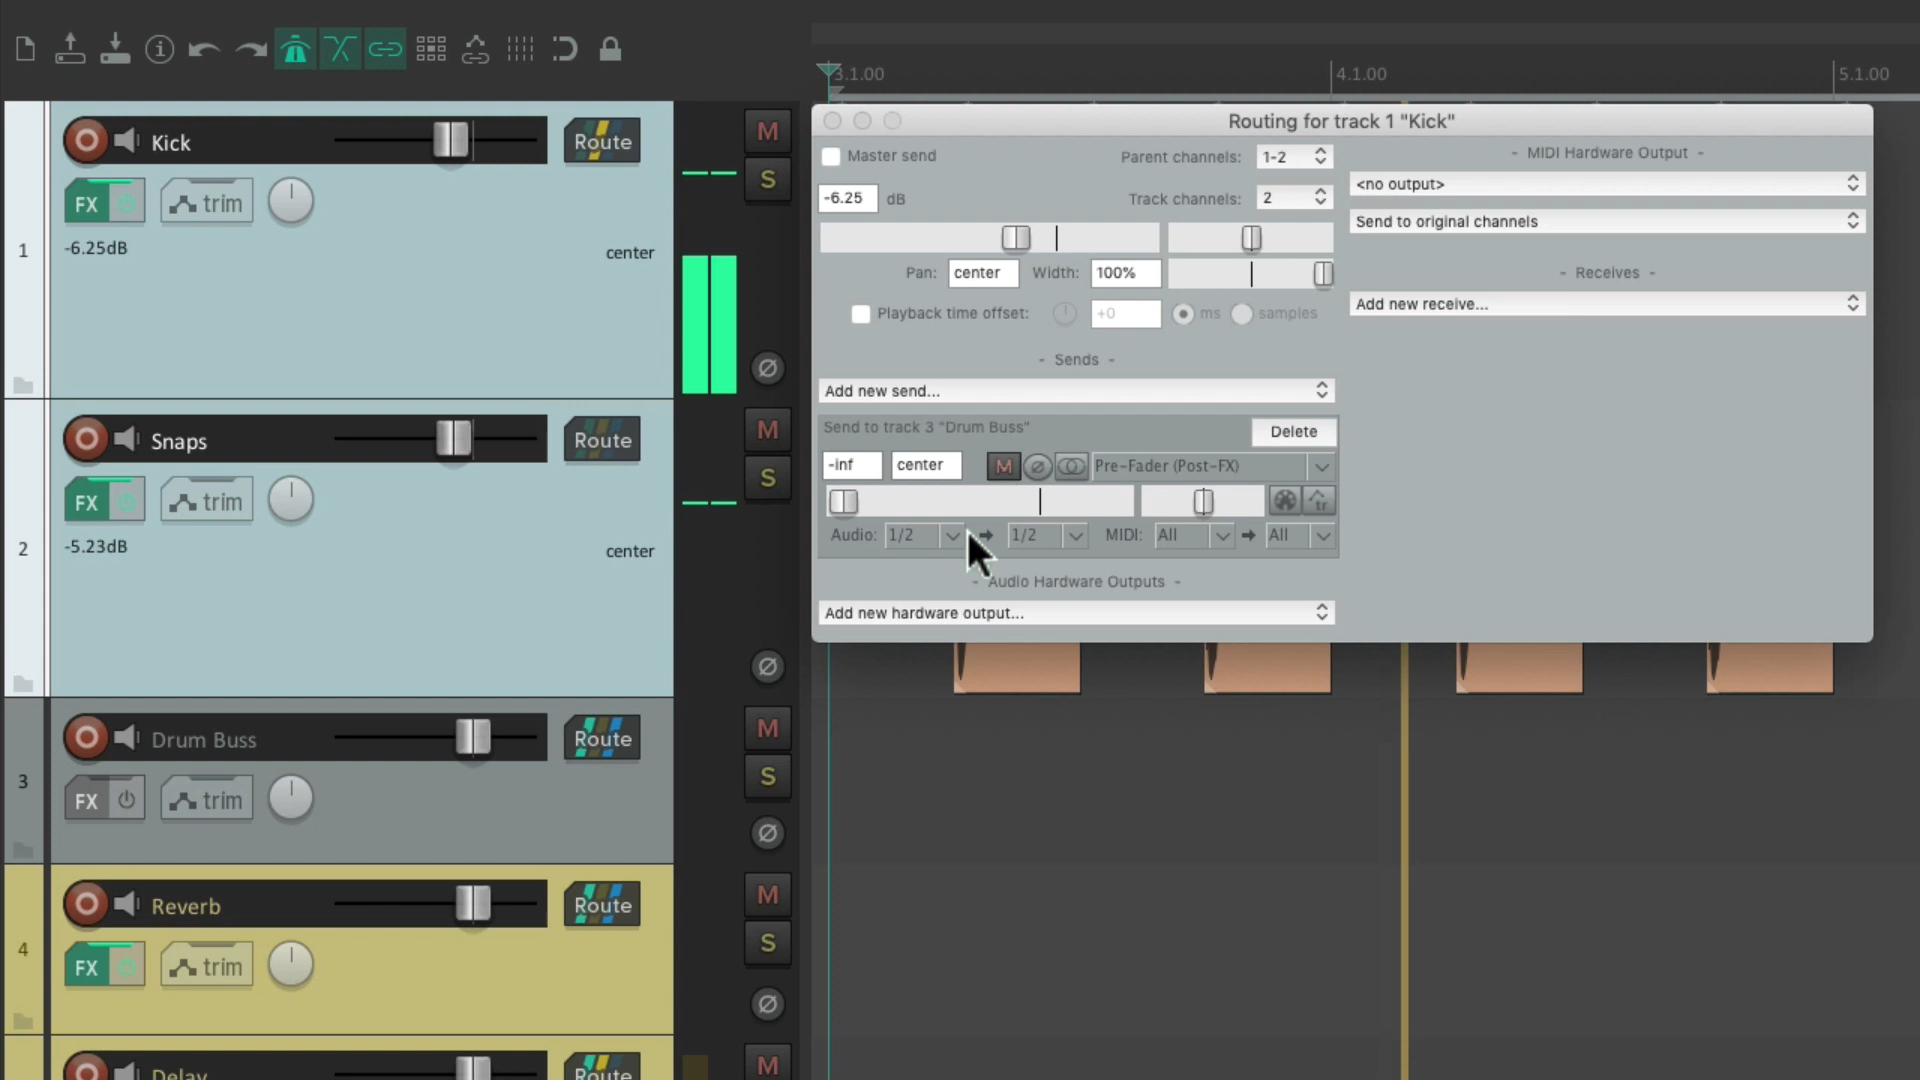 3.1.00
4.1.00
5.1.00
1
Kick
Route
M
S
FX
trim
-6.25dB
center
2
Snaps
Route
M
S
FX
trim
-5.23dB
center
3
Drum Buss
Route
M
S
FX
trim
4
Reverb
Route
M
S
FX
trim
Delay
Route
M
Routing for track 1 "Kick"
Master send
Parent channels: 1-2
-6.25 dB
Track channels: 2
Pan: center Width: 100%
Playback time offset: +0 ms samples
- Sends -
Add new send...
Send to track 3 "Drum Buss"
Delete
-inf center M Pre-Fader (Post-FX)
tr
Audio: 1/2 1/2 MIDI: All All
- Audio Hardware Outputs -
Add new hardware output...
- MIDI Hardware Output -
<no output>
Send to original channels
- Receives -
Add new receive...